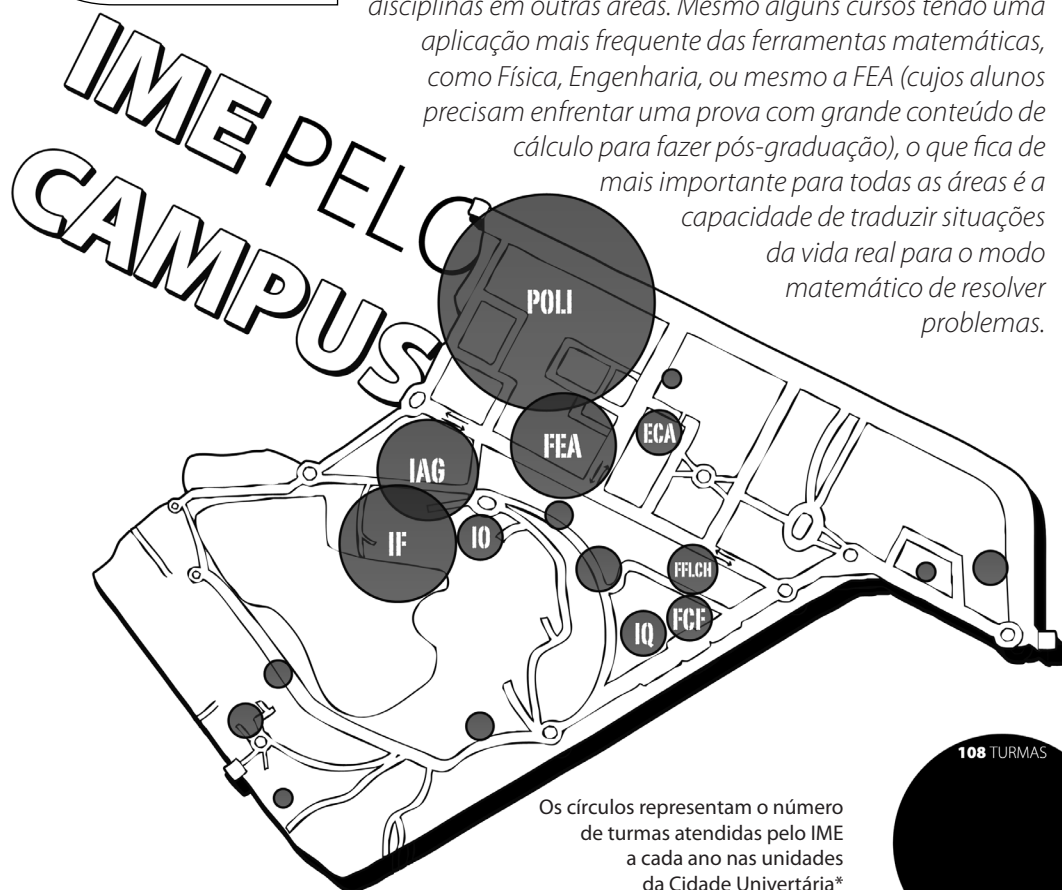 disciplinas em outras áreas. Mesmo alguns cursos tendo uma
aplicação mais frequente das ferramentas matemáticas,
como Física, Engenharia, ou mesmo a FEA (cujos alunos
precisam enfrentar uma prova com grande conteúdo de
cálculo para fazer pós-graduação), o que fica de
mais importante para todas as áreas é a
capacidade de traduzir situações
da vida real para o modo
matemático de resolver
problemas.
IME PELO
CAMPUS
POLI
FEA
ECA
IAG
IF
IO
FFLCH
FCF
IQ
108 TURMAS
Os círculos representam o número
de turmas atendidas pelo IME
a cada ano nas unidades
da Cidade Univertária*